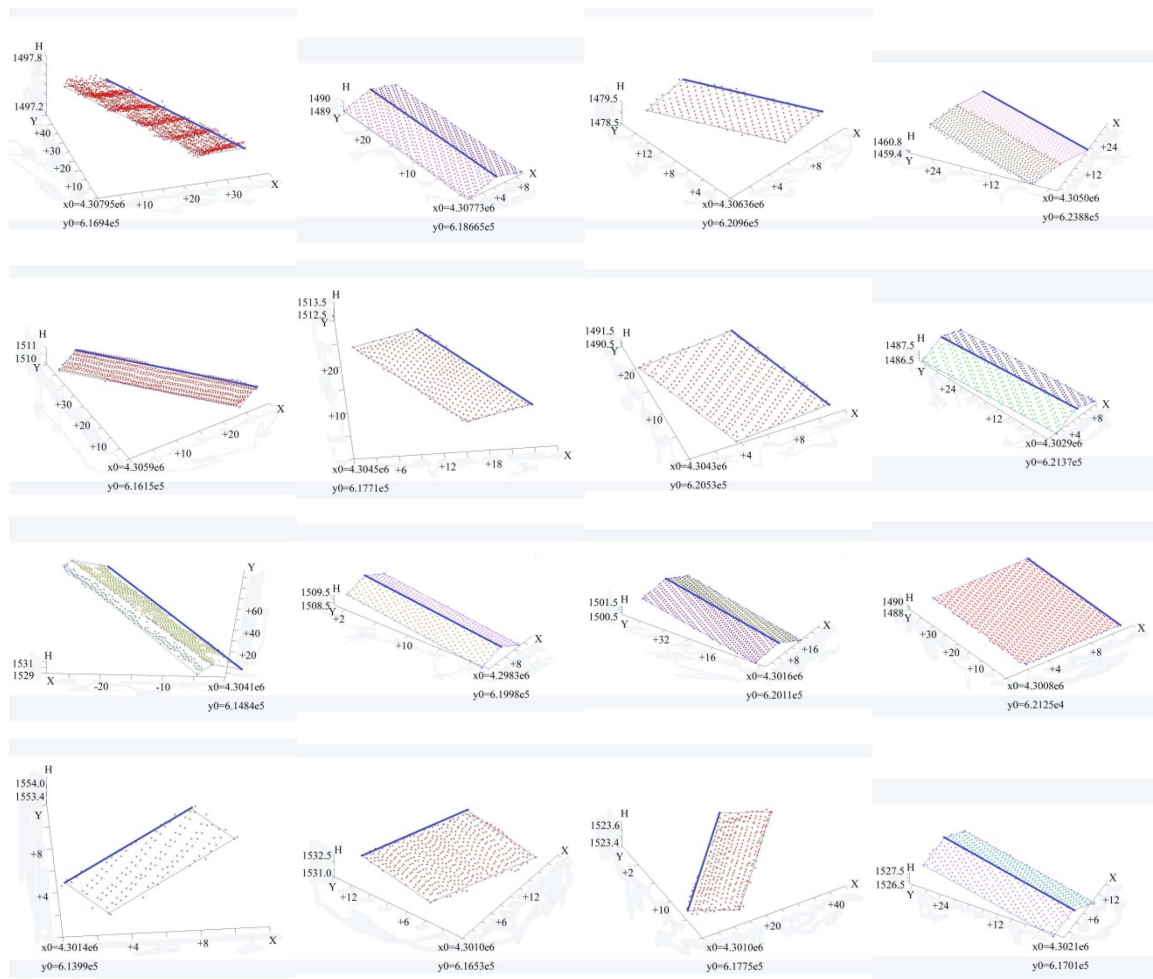 H
1497.8
1497.2
Y
+40
+30
+20
+10
+10
+20
+30
X
x0=4.30795e6
y0=6.1694e5
H
1490
1489
Y
+20
+10
+4
+8
X
x0=4.30773e6
y0=6.18665e5
H
1479.5
1478.5
Y
+12
+8
+4
+4
+8
X
x0=4.30636e6
y0=6.2096e5
H
1460.8
1459.4
Y
+24
+12
+12
+24
X
x0=4.3050e6
y0=6.2388e5
H
1511
1510
Y
+30
+20
+10
+10
+20
X
x0=4.3059e6
y0=6.1615e5
H
1513.5
1512.5
Y
+20
+10
+6
+12
+18
X
x0=4.3045e6
y0=6.1771e5
H
1491.5
1490.5
Y
+20
+10
+4
+8
X
x0=4.3043e6
y0=6.2053e5
H
1487.5
1486.5
Y
+24
+12
+4
+8
X
x0=4.3029e6
y0=6.2137e5
Y
+60
+40
+20
H
1531
1529
X
-20
-10
x0=4.3041e6
y0=6.1484e5
H
1509.5
1508.5
Y
+2
+10
+8
X
x0=4.2983e6
y0=6.1998e5
H
1501.5
1500.5
Y
+32
+16
+8
+16
X
x0=4.3016e6
y0=6.2011e5
H
1490
1488
Y
+30
+20
+10
+4
+8
X
x0=4.3008e6
y0=6.2125e4
H
1554.0
1553.4
Y
+8
+4
+4
+8
X
x0=4.3014e6
y0=6.1399e5
H
1532.5
1531.0
Y
+12
+6
+6
+12
X
x0=4.3010e6
y0=6.1653e5
H
1523.6
1523.4
Y
+2
+10
+20
+40
X
x0=4.3010e6
y0=6.1775e5
H
1527.5
1526.5
Y
+24
+12
+6
+12
X
x0=4.3021e6
y0=6.1701e5